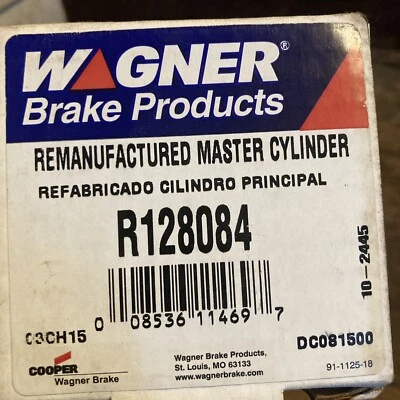 WAGNER®
Brake Products
REMANUFACTURED MASTER CYLINDER
REFABRICADO CILINDRO PRINCIPAL
R128084
10-2445
03CH15
0 08536 11469 7
DC081500
COOPER
Wagner Brake
Wagner Brake Products,
St. Louis, MO 63133
www.wagnerbrake.com
91-1125-18